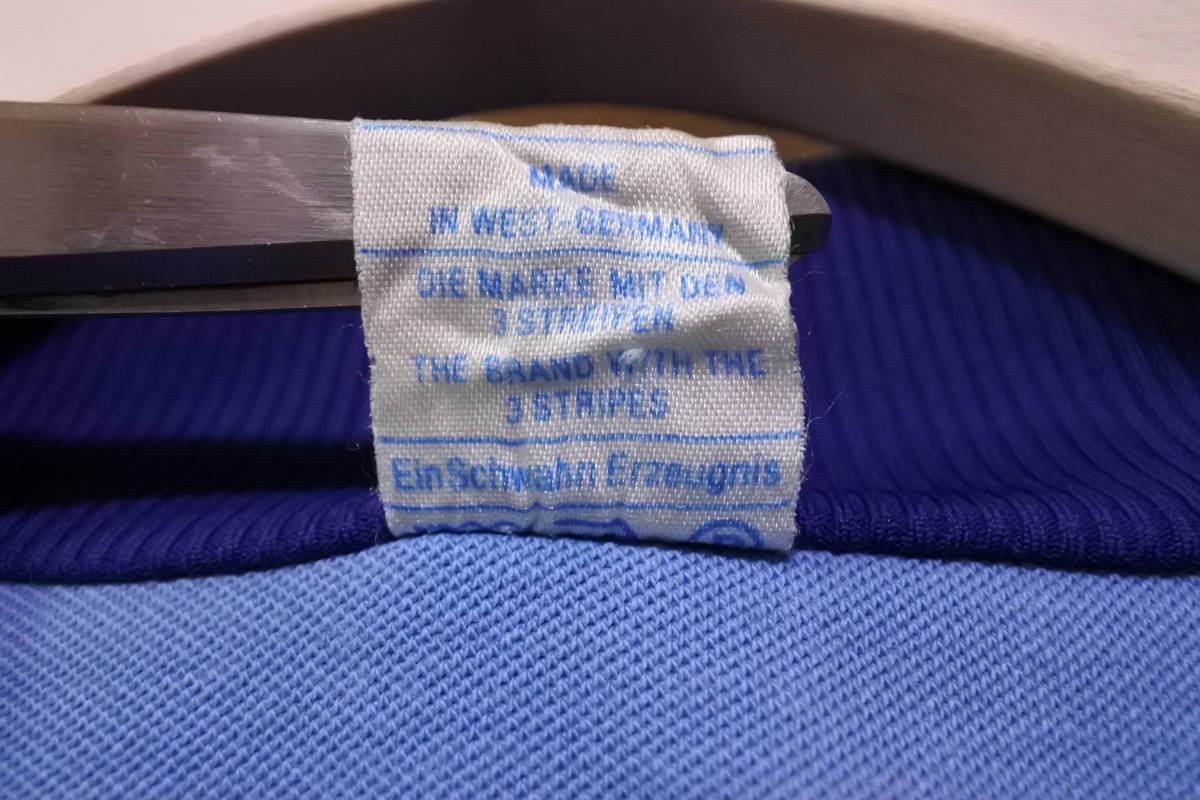 MADE
IN WEST-GERMANY
DIE MARKE MIT DEN
3 STREIFEN
THE BRAND WITH THE
3 STRIPES
Ein Schwahn Erzeugnis
®